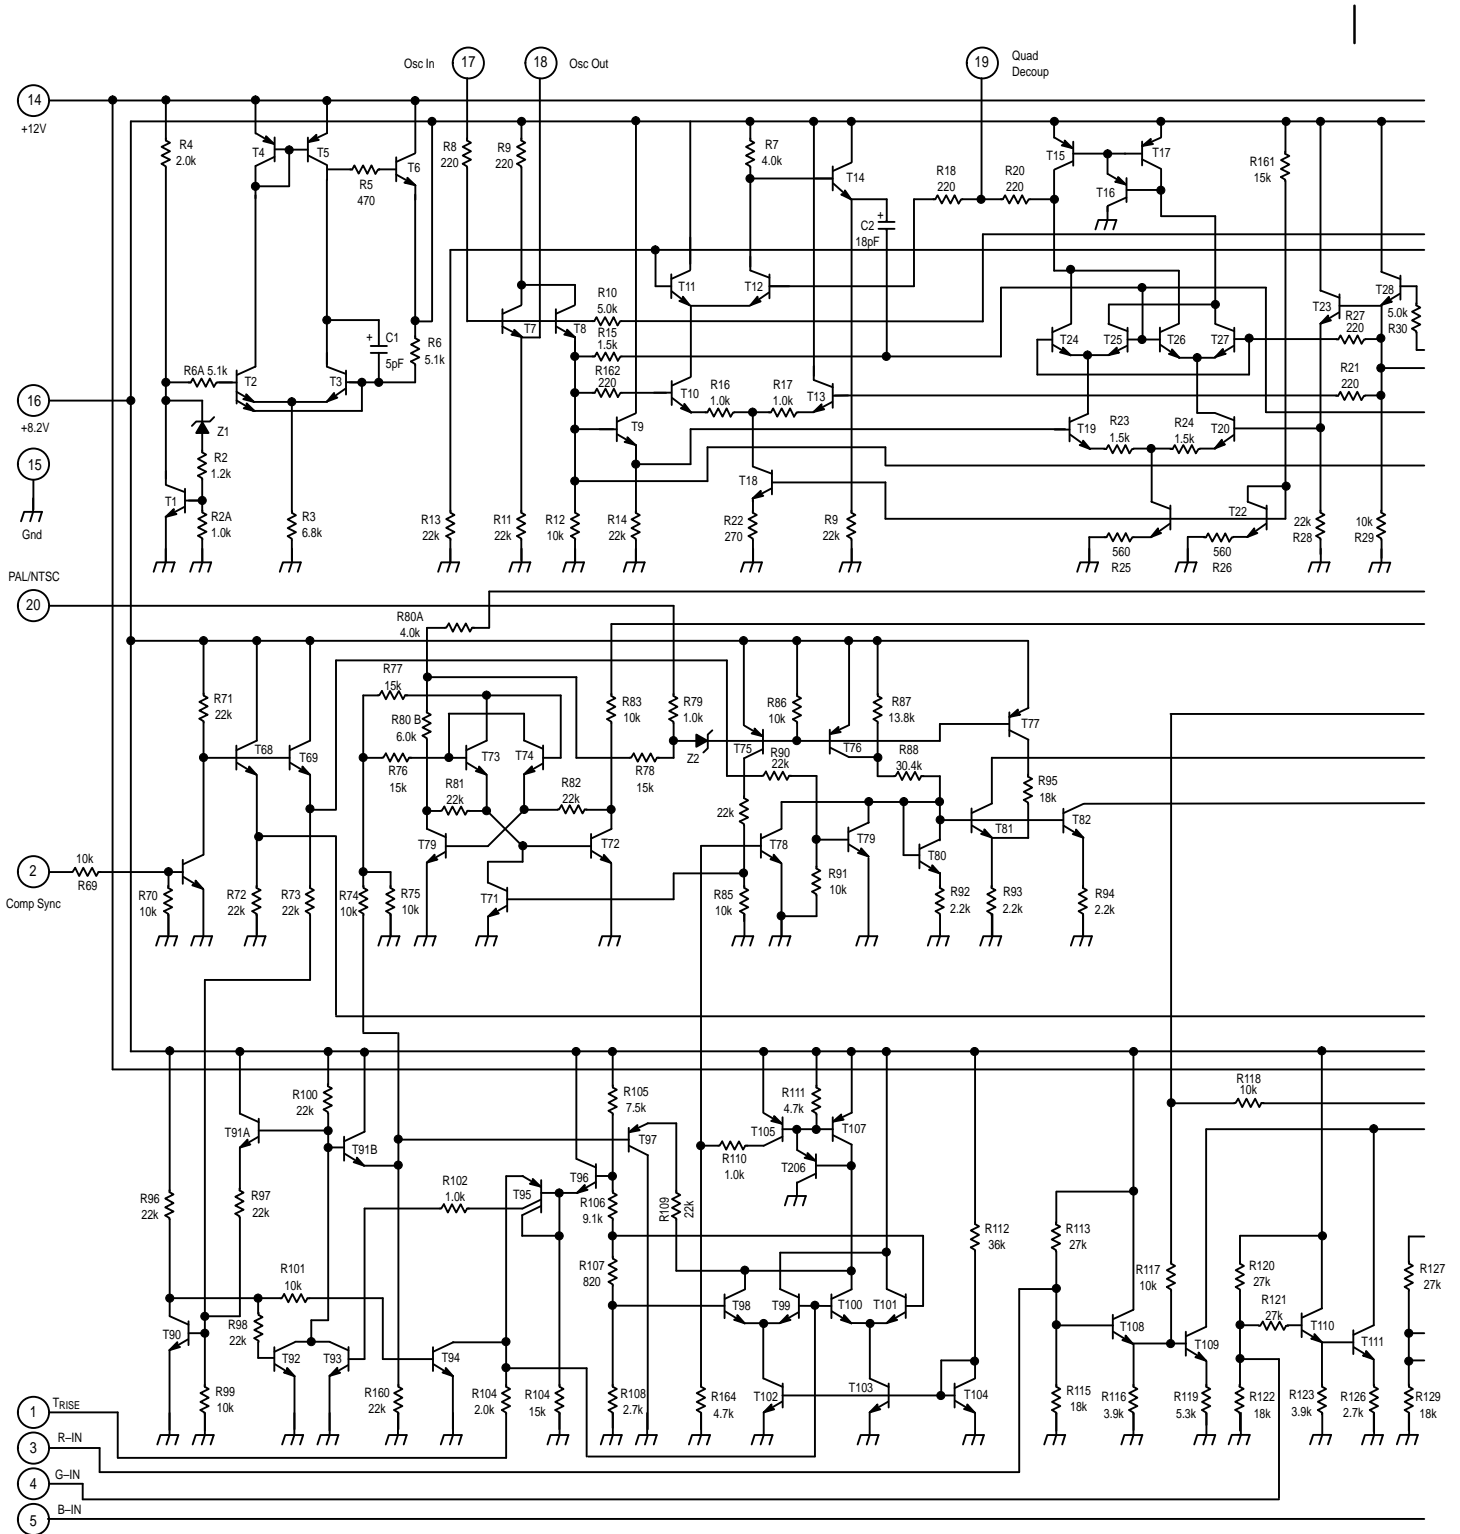 Osc In
17
18
Osc Out
19
Quad
Decoup
14
+12V
R4
2.0k
T4
T5
T6
R5
470
R8
220
R9
220
R7
4.0k
T14
R18
220
R20
220
T15
T17
T16
R161
15k
C2
+
18pF
T11
T12
R10
5.0k
T7
T8
R15
1.5k
R162
220
C1
+
5pF
R6
5.1k
R6A 5.1k
T2
T3
T10
R16
1.0k
R17
1.0k
T13
T24
T25
T26
T27
T23
T28
5.0k
R30
R27
220
R21
220
16
+8.2V
Z1
R2
1.2k
T9
T19
R23
1.5k
R24
1.5k
T20
15
Gnd
T1
R2A
1.0k
R3
6.8k
R13
22k
R11
22k
R12
10k
R14
22k
T18
R22
270
R9
22k
T22
560
R25
560
R26
22k
R28
10k
R29
PAL/NTSC
20
R80A
4.0k
R77
15k
R71
22k
R80 B
6.0k
R83
10k
R79
1.0k
R86
10k
R87
13.8k
T77
T68
T69
T73
T74
R76
15k
R78
15k
Z2
T75
R90
22k
T76
R88
30.4k
R81
22k
R82
22k
R95
18k
22k
T79
T72
T78
T79
T80
T81
T82
2
Comp Sync
10k
R69
R70
10k
R72
22k
R73
22k
R74
10k
R75
10k
T71
R85
10k
R91
10k
R92
2.2k
R93
2.2k
R94
2.2k
R100
22k
R105
7.5k
R111
4.7k
R118
10k
T91A
T91B
T97
T105
T107
R110
1.0k
T206
R96
22k
R97
22k
R102
1.0k
T95
T96
R106
9.1k
R109
22k
R112
36k
R113
27k
R101
10k
R107
820
R117
10k
R120
27k
R127
27k
T90
R98
22k
T92
T93
T94
T98
T99
T100
T101
T108
T109
R121
27k
T110
T111
R99
10k
R160
22k
R104
2.0k
R104
15k
R108
2.7k
R164
4.7k
T102
T103
T104
R115
18k
R116
3.9k
R119
5.3k
R122
18k
R123
3.9k
R126
2.7k
R129
18k
1
TRISE
3
R–IN
4
G–IN
5
B–IN